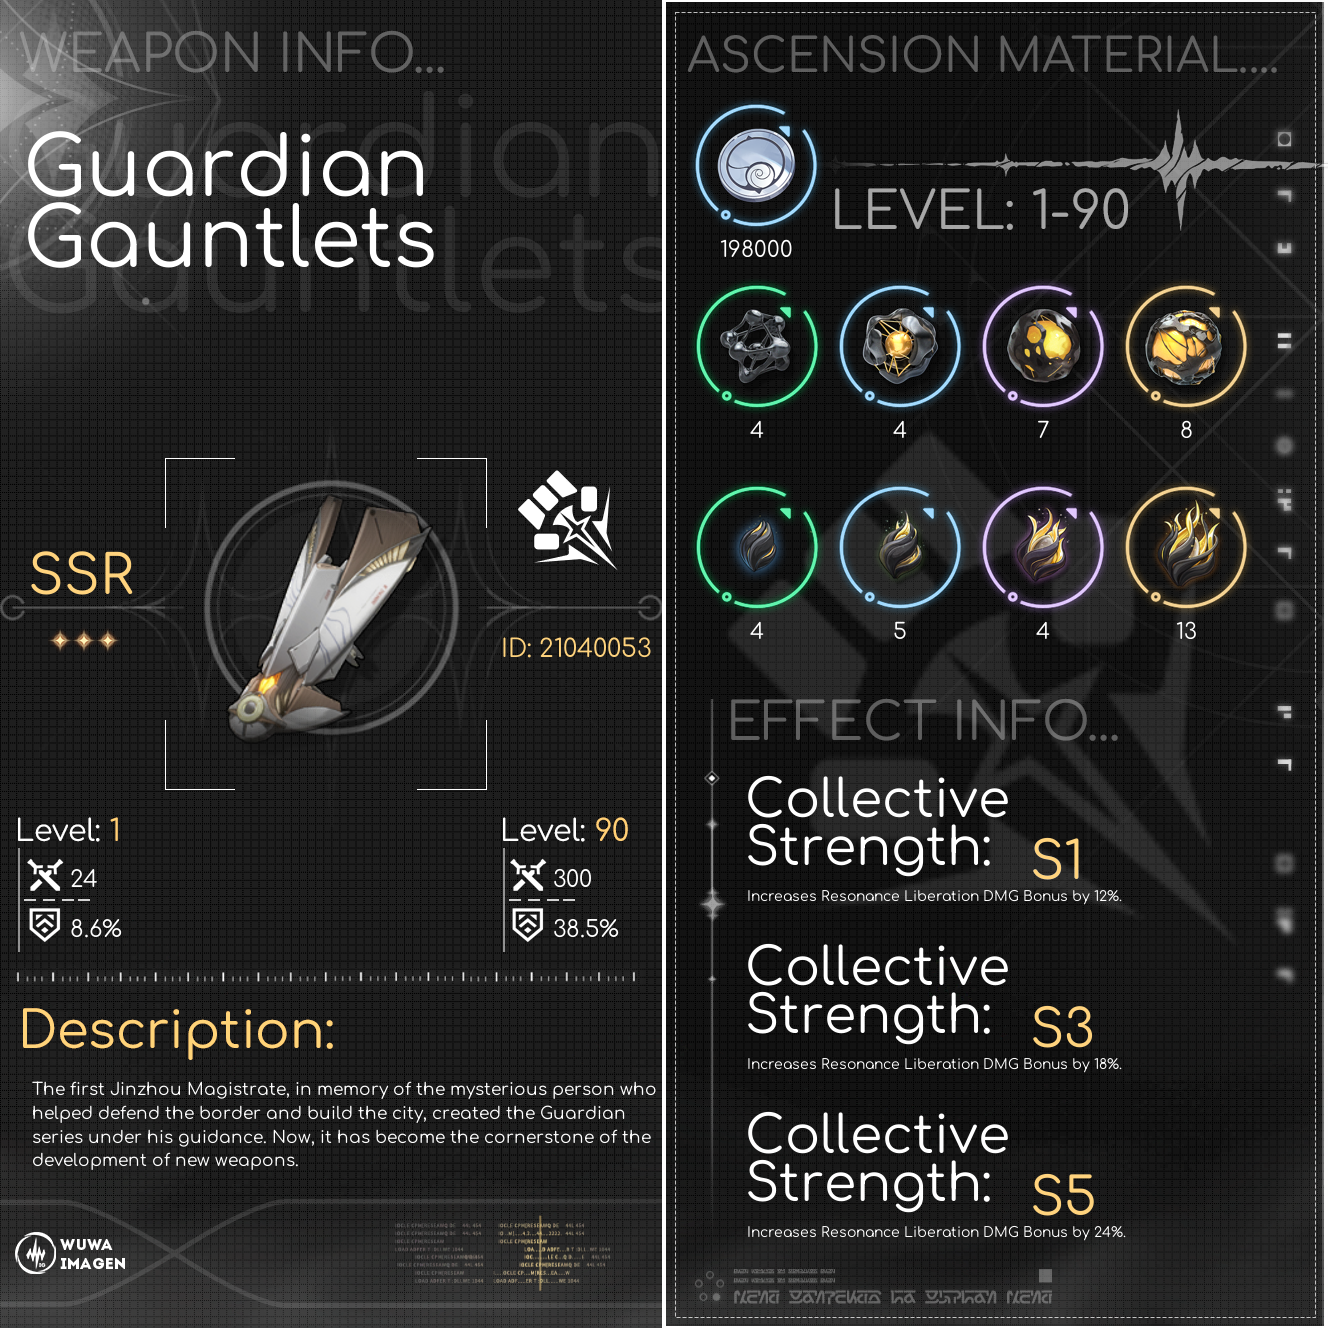 WEAPON INFO...
Guardian
Gauntlets
SSR
ID: 21040053
Level: 1
24
8.6%
Level: 90
300
38.5%
Description:
The first Jinzhou Magistrate, in memory of the mysterious person who
helped defend the border and build the city, created the Guardian
series under his guidance. Now, it has become the cornerstone of the
development of new weapons.
WUWA
IMAGEN
ASCENSION MATERIAL....
LEVEL: 1-90
198000
4
4
7
8
4
5
4
13
EFFECT INFO...
Collective
Strength: S1
Increases Resonance Liberation DMG Bonus by 12%.
Collective
Strength: S3
Increases Resonance Liberation DMG Bonus by 18%.
Collective
Strength: S5
Increases Resonance Liberation DMG Bonus by 24%.